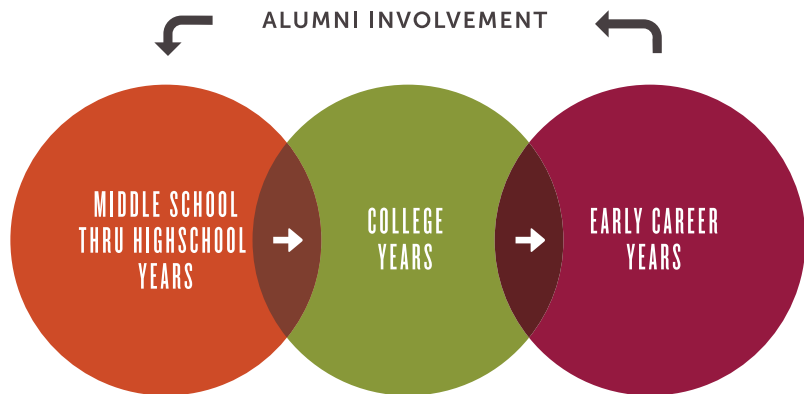 ALUMNI INVOLVEMENT
MIDDLE SCHOOL
THRU HIGHSCHOOL
YEARS
COLLEGE
YEARS
EARLY CAREER
YEARS